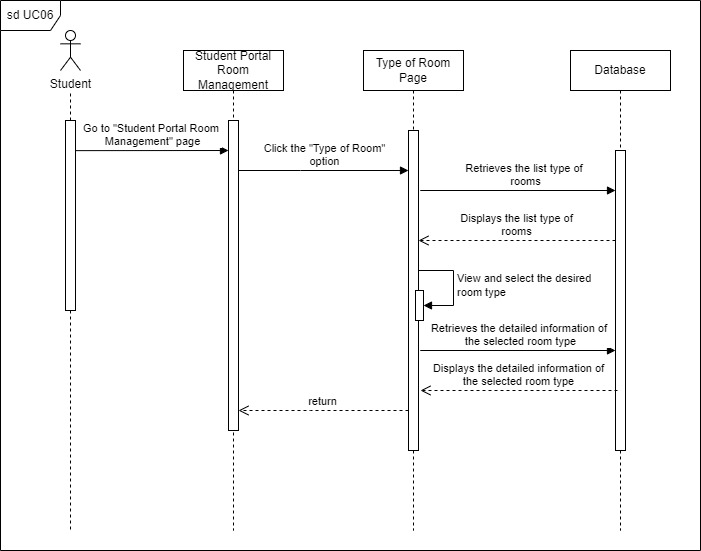 sd UC06
Student
Student Portal
Room
Management
Type of Room
Page
Database
Go to "Student Portal Room
Management" page
Click the "Type of Room"
option
Retrieves the list type of
rooms
Displays the list type of
rooms
View and select the desired
room type
Retrieves the detailed information of
the selected room type
Displays the detailed information of
the selected room type
return